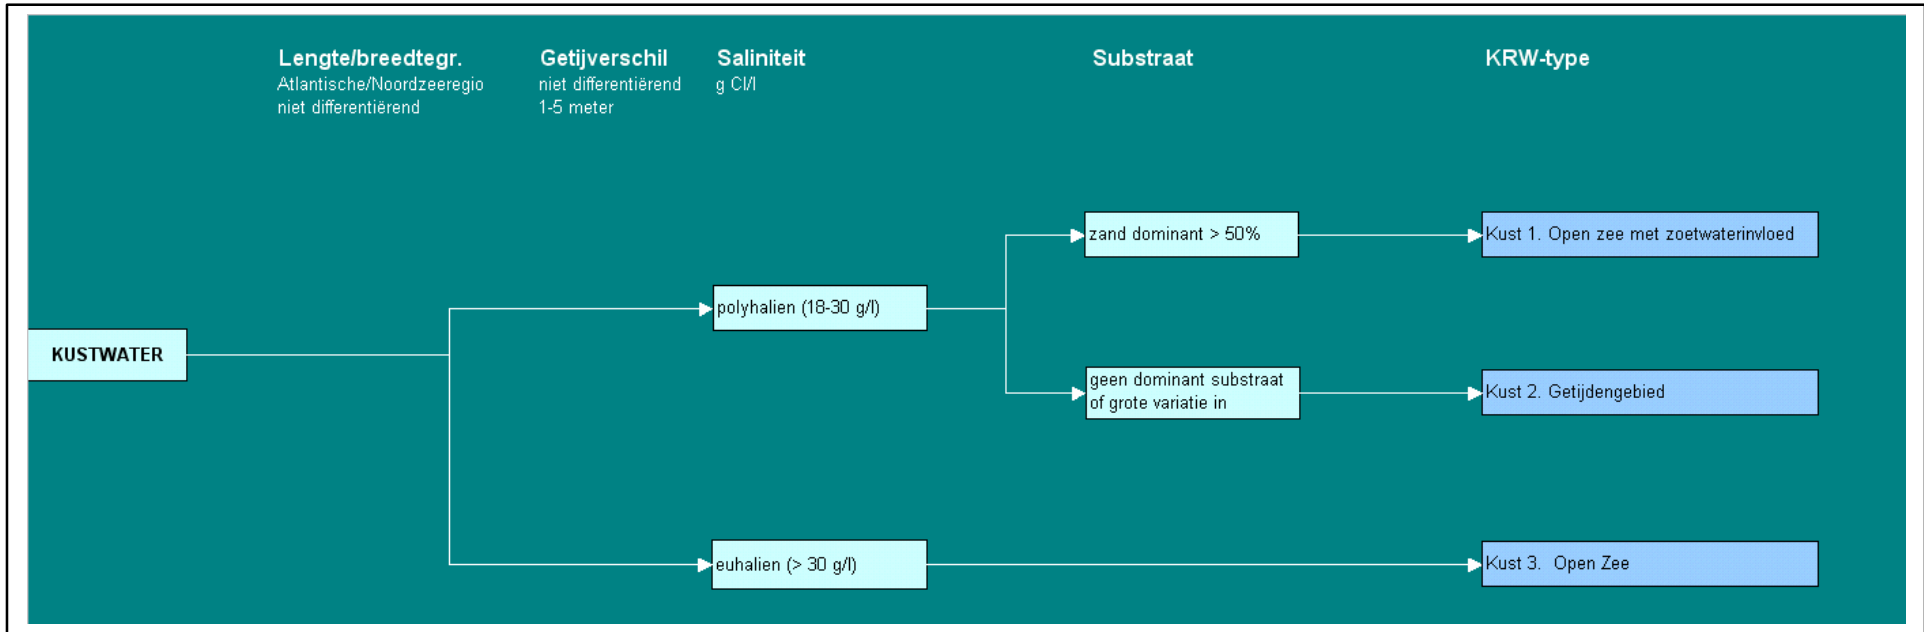 Lengte/breedtegr.
Atlantische/Noordzeeregio
niet differentiërend
Getijverschil
niet differentiërend
1-5 meter
Saliniteit
g Cl/l
Substraat
KRW-type
zand dominant > 50%
Kust 1. Open zee met zoetwaterinvloed
polyhalien (18-30 g/l)
KUSTWATER
geen dominant substraat
of grote variatie in
Kust 2. Getijdengebied
euhalien (> 30 g/l)
Kust 3.  Open Zee